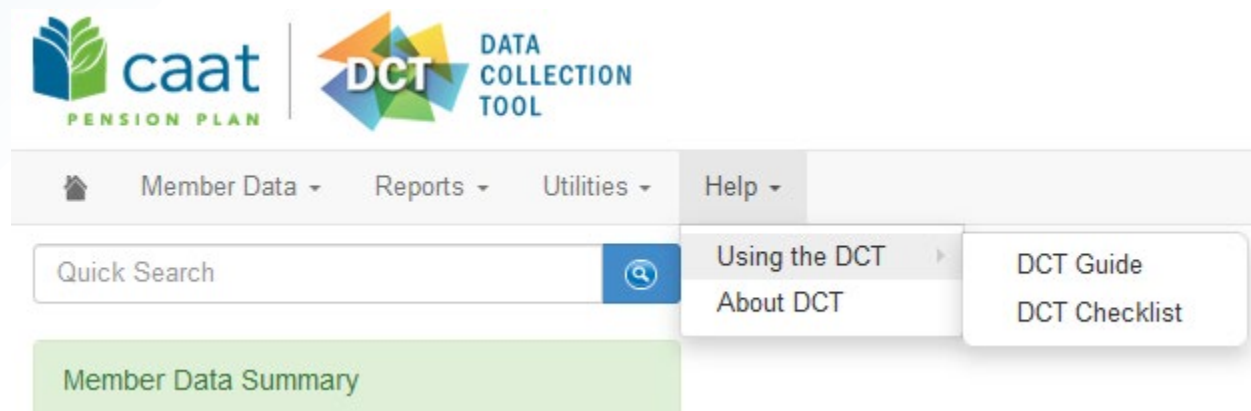 caat
PENSION PLAN
DCT
DATA
COLLECTION
TOOL
Member Data Reports Utilities Help
Quick Search
Using the DCT
About DCT
DCT Guide
DCT Checklist
Member Data Summary